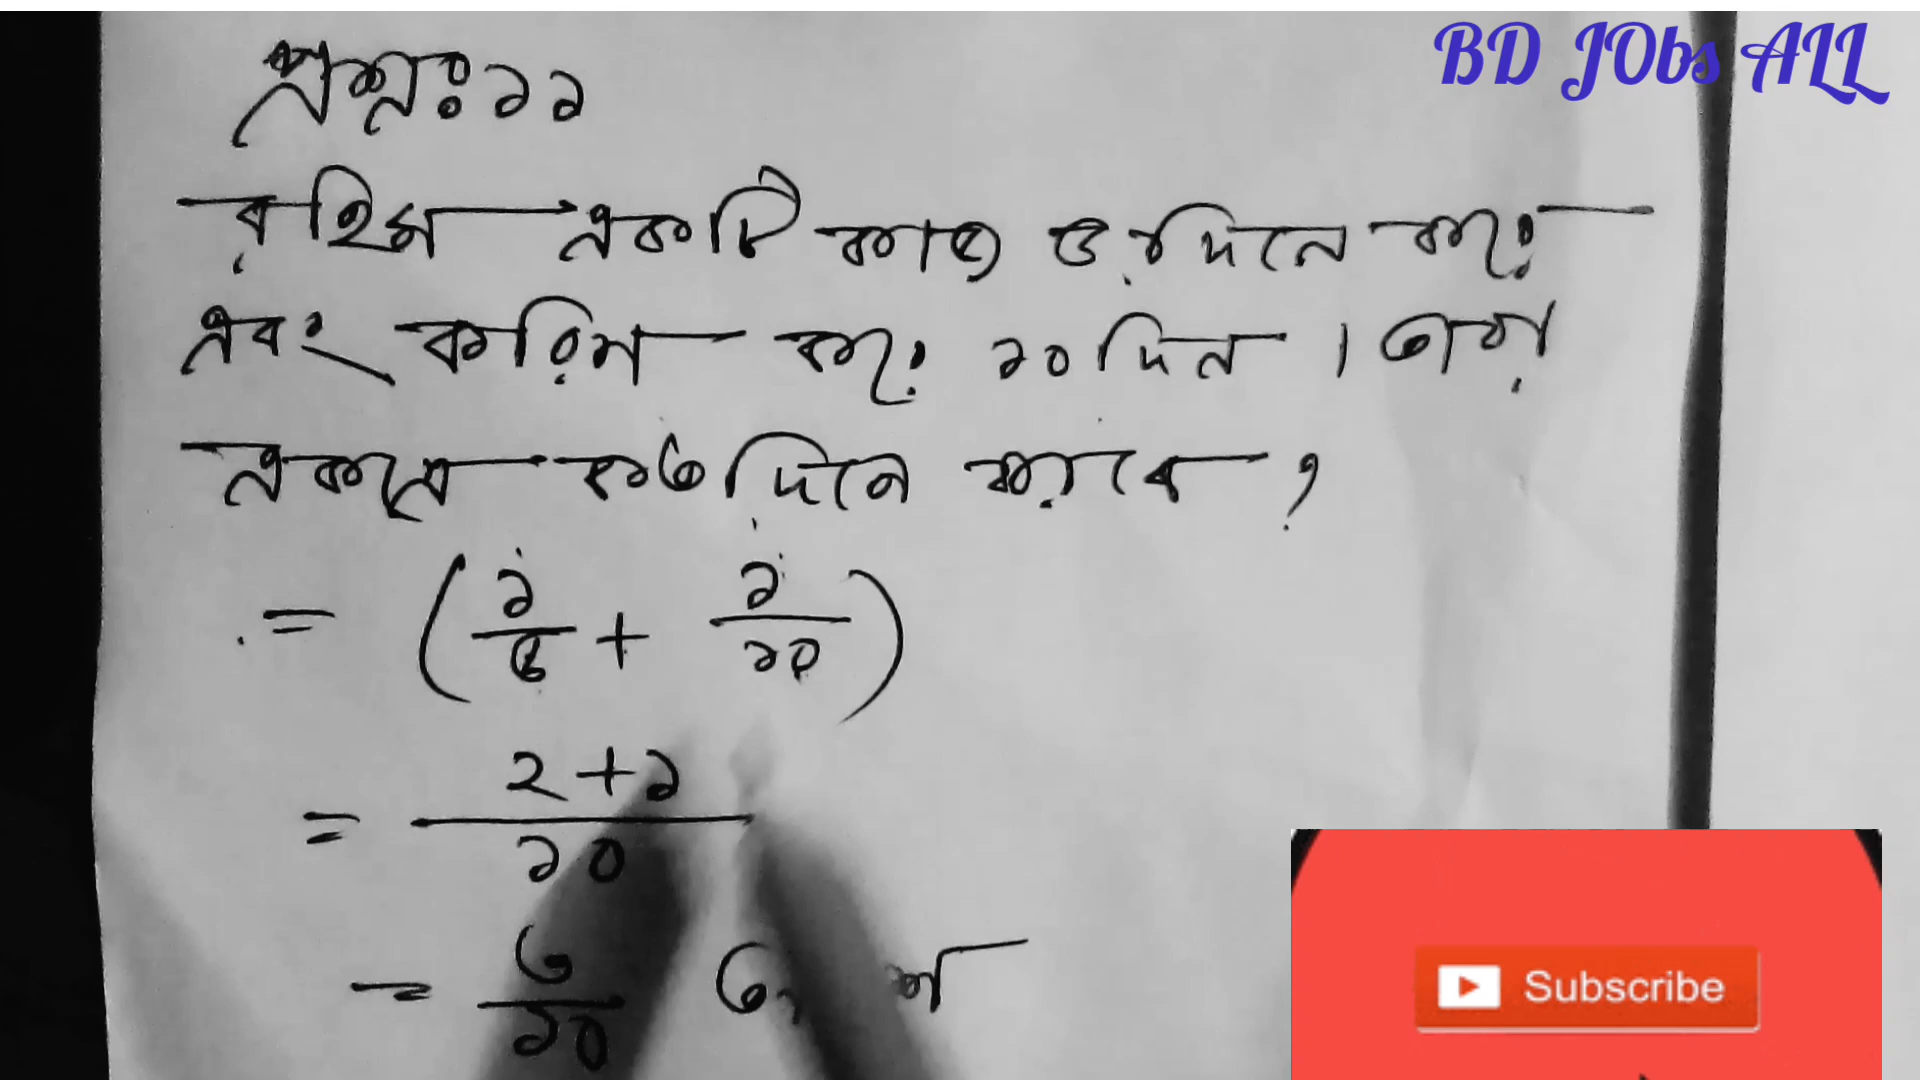 BD JObs ALL
প্রশ্নঃ ১১
রহিম একটি কাজ ৫ দিনে করে
এবং করিম করে ১০ দিন । তারা
একত্রে কত দিনে করবে ?
= (১/৫ + ১/১০)
= ২+১/১০
= ৩/১০
Subscribe